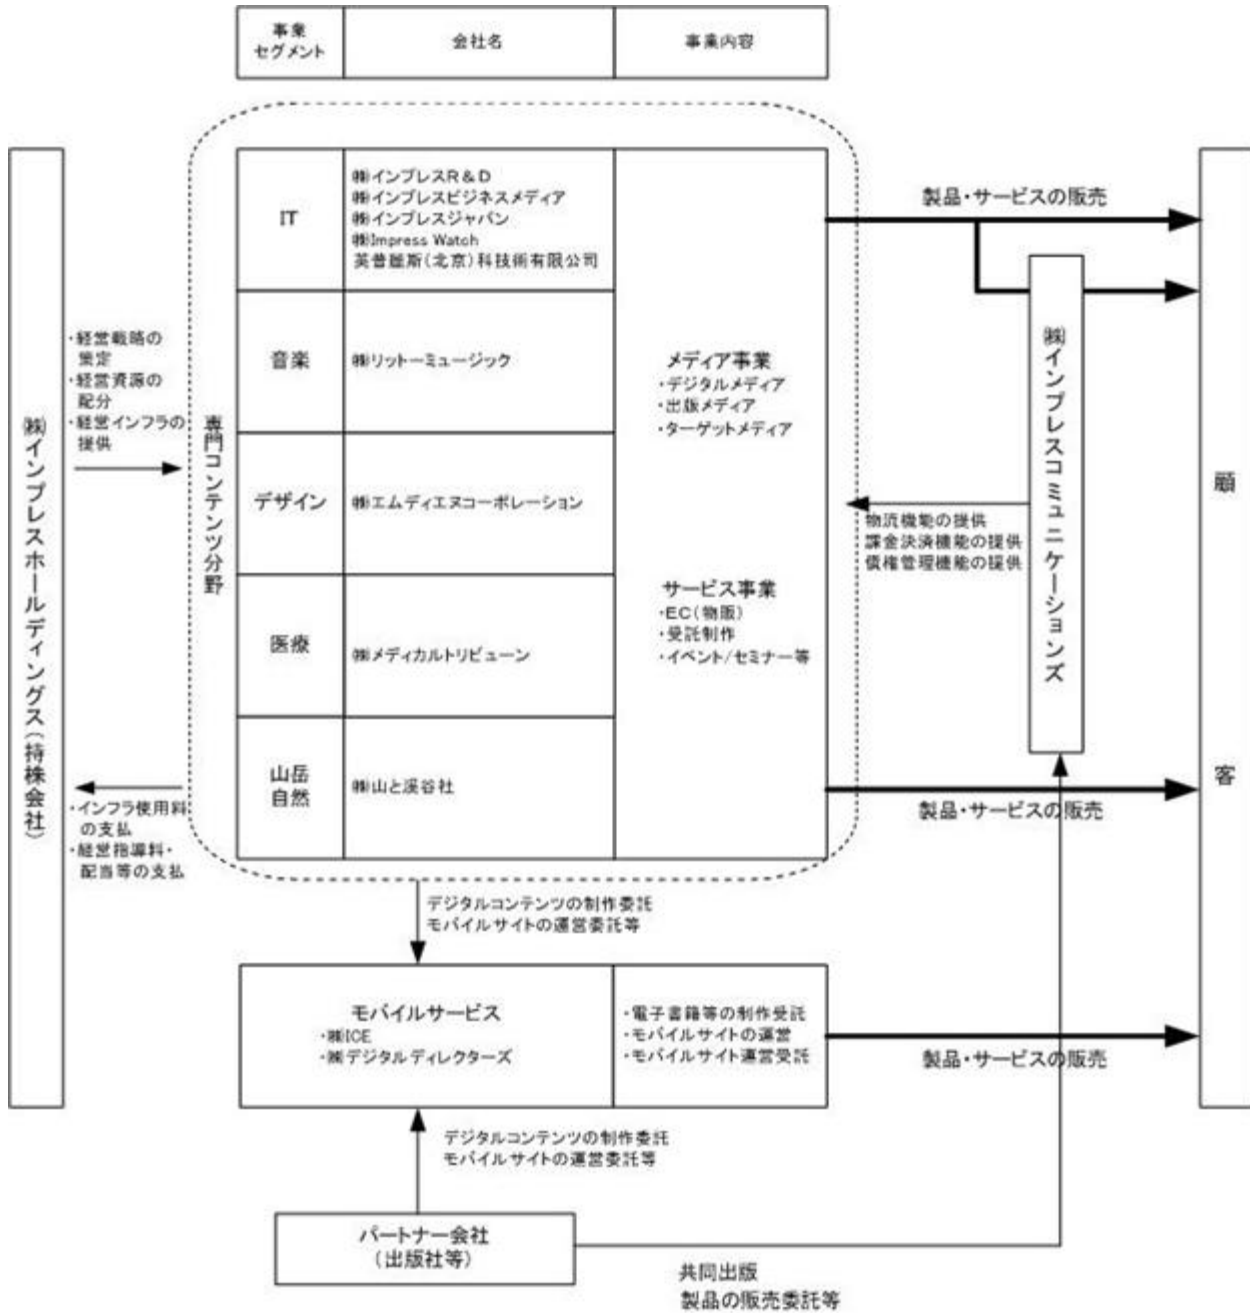 事業
セグメント
会社名
事業内容
㈱インプレスホールディングス(持株会社)
・経営戦略の
策定
・経営資源の
配分
・経営インフラの
提供
・インフラ使用料
の支払
・経営指導料・
配当等の支払
専門コンテンツ分野
IT
㈱インプレスR&D
㈱インプレスビジネスメディア
㈱インプレスジャパン
㈱Impress Watch
英普麗斯(北京)科技術有限公司
音楽
㈱リットーミュージック
デザイン
㈱エムディエヌコーポレーション
医療
㈱メディカルトリビューン
山岳
自然
㈱山と溪谷社
メディア事業
・デジタルメディア
・出版メディア
・ターゲットメディア
サービス事業
・EC(物販)
・受託制作
・イベント/セミナー等
製品・サービスの販売
㈱インプレスコミュニケーションズ
物流機能の提供
課金決済機能の提供
債権管理機能の提供
製品・サービスの販売
顧客
デジタルコンテンツの制作委託
モバイルサイトの運営委託等
モバイルサービス
・㈱ICE
・㈱デジタルディレクターズ
・電子書籍等の制作受託
・モバイルサイトの運営
・モバイルサイト運営受託
製品・サービスの販売
デジタルコンテンツの制作委託
モバイルサイトの運営委託等
パートナー会社
(出版社等)
共同出版
製品の販売委託等